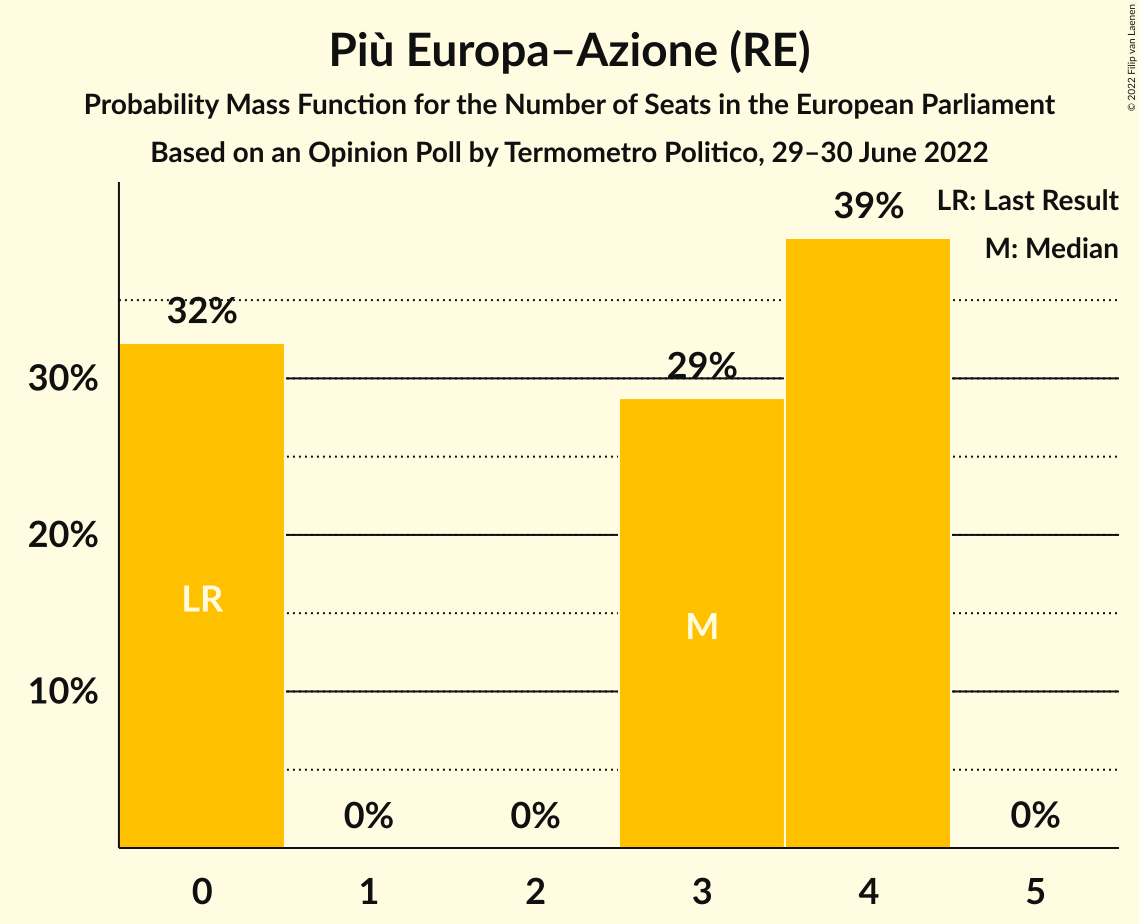 Più Europa–Azione (RE)
Probability Mass Function for the Number of Seats in the European Parliament
Based on an Opinion Poll by Termometro Politico, 29–30 June 2022
© 2022 Filip van Laenen
LR: Last Result
M: Median
39%
32%
29%
30%
20%
10%
LR
M
0%
0%
0%
0
1
2
3
4
5